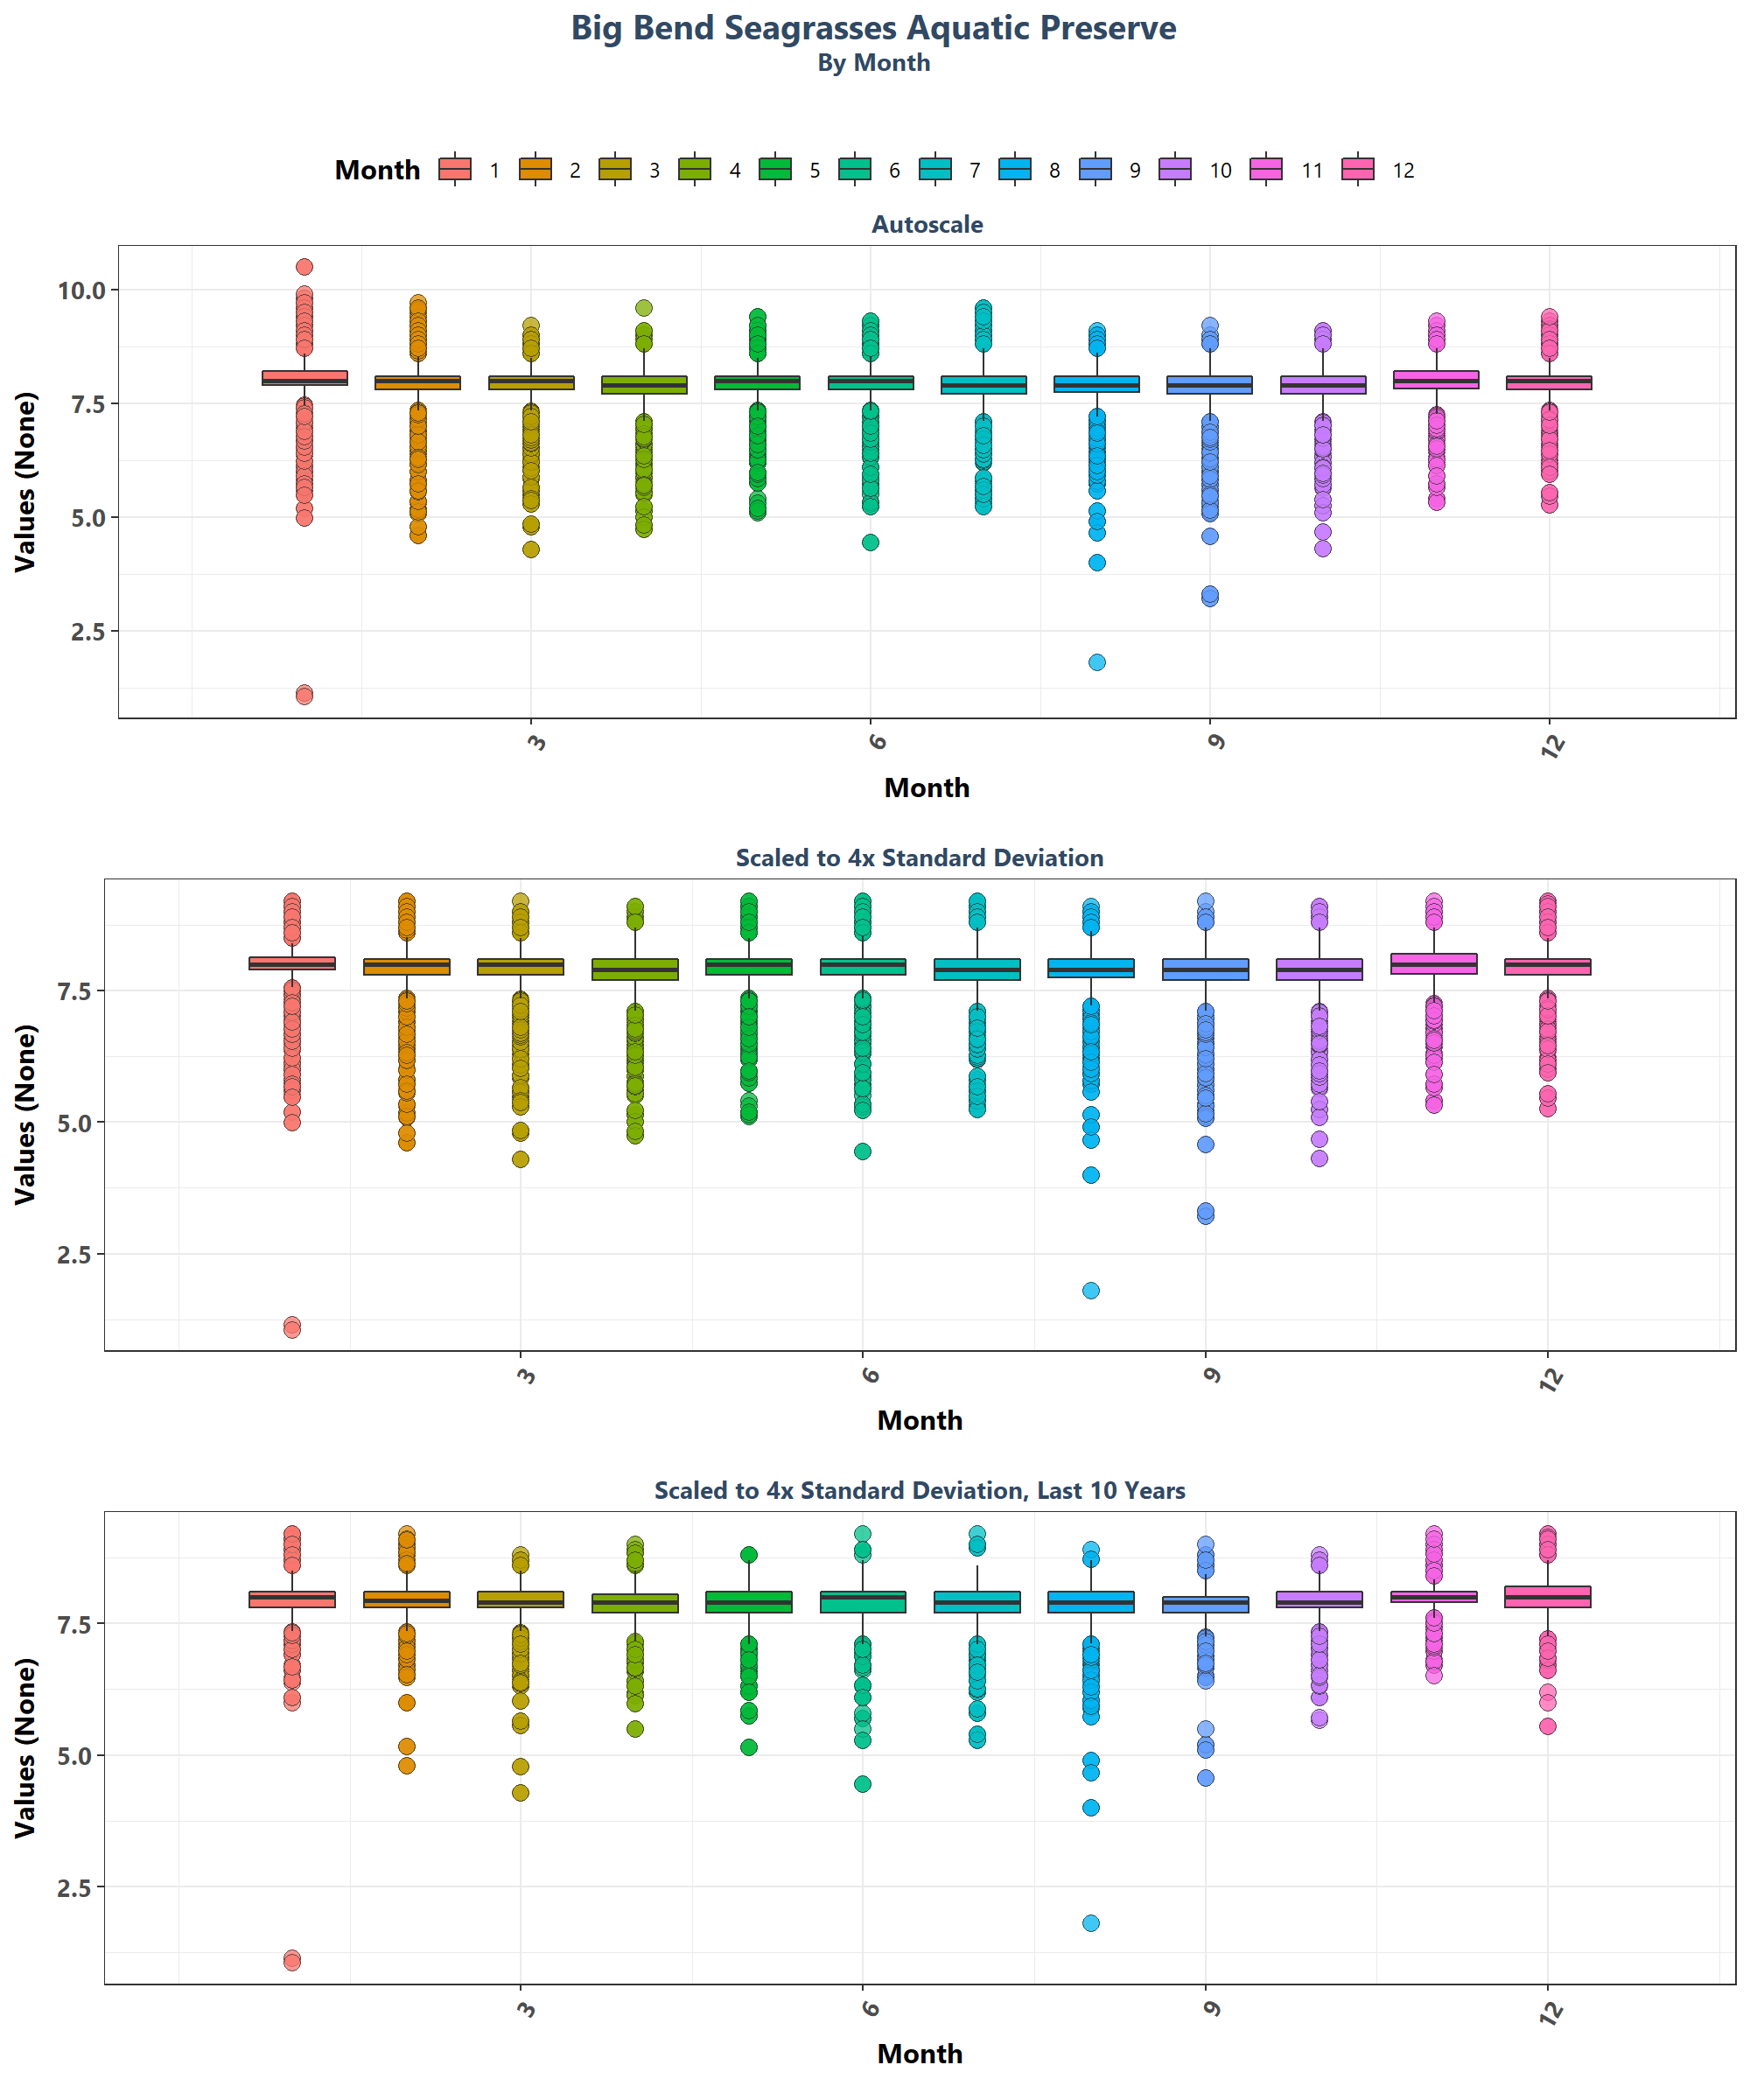 Big Bend Seagrasses Aquatic Preserve
By Month
Month 1 2 3 4 5 6 7 8 9 10 11 12
Autoscale
Values (None)
10.0
7.5
5.0
2.5
3 6 9 12
Month
Scaled to 4x Standard Deviation
Values (None)
7.5
5.0
2.5
3 6 9 12
Month
Scaled to 4x Standard Deviation, Last 10 Years
Values (None)
7.5
5.0
2.5
3 6 9 12
Month